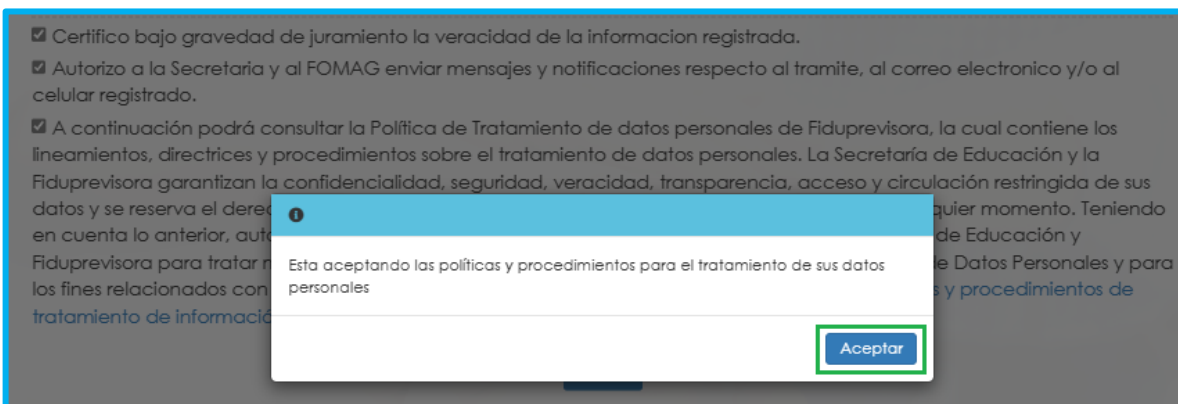 Certifico bajo gravedad de juramento la veracidad de la informacion registrada.
Autorizo a la Secretaria y al FOMAG enviar mensajes y notificaciones respecto al tramite, al correo electronico y/o al
celular registrado.
A continuación podrá consultar la Política de Tratamiento de datos personales de Fiduprevisora, la cual contiene los
lineamientos, directrices y procedimientos sobre el tratamiento de datos personales. La Secretaría de Educación y la
Fiduprevisora garantizan la confidencialidad, seguridad, veracidad, transparencia, acceso y circulación restringida de sus
datos y se reserva el quier momento. Teniendo
en cuenta lo anterior, de Educación y
Fiduprevisora para tratar de Datos Personales y para
los fines relacionados con s y procedimientos de
tratamiento de
Esta aceptando las políticas y procedimientos para el tratamiento de sus datos
personales
Aceptar